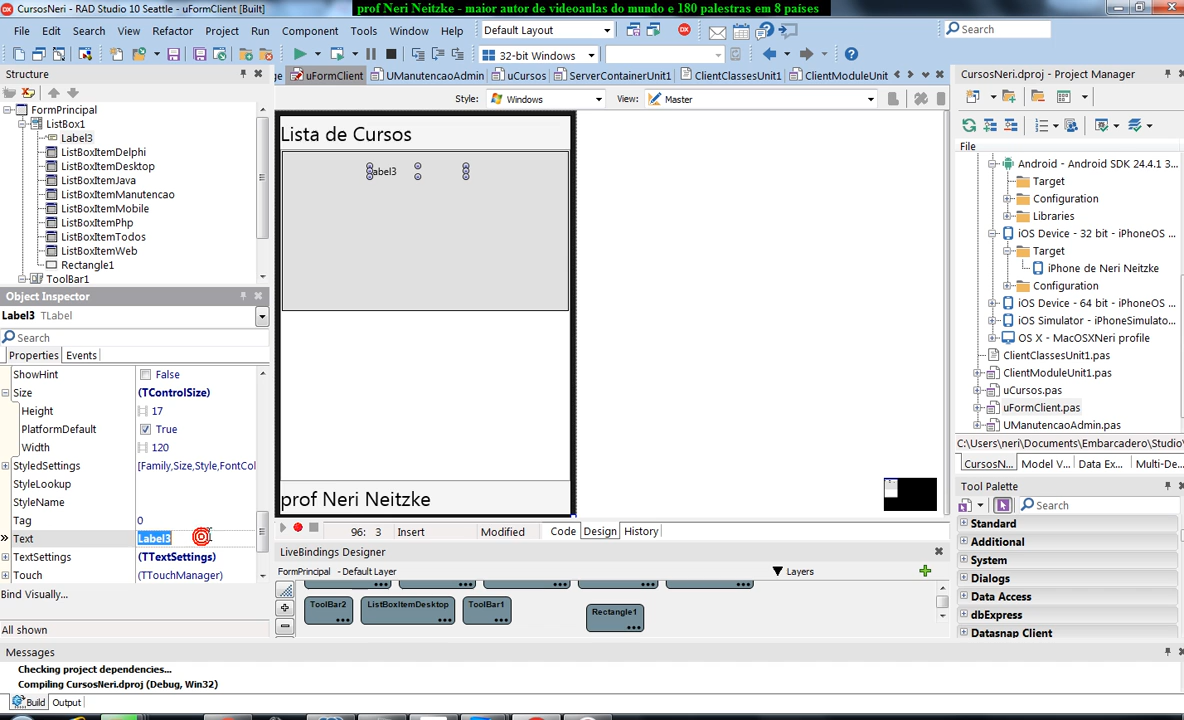 CursosNeri - RAD Studio 10 Seattle - uFormClient [Built]
prof Neri Neitzke - maior autor de videoaulas do mundo e 180 palestras em 8 países
File Edit Search View Refactor Project Run Component Tools Window Help
Default Layout
Search
32-bit Windows
Structure
uFormClient UManutencaoAdmin uCursos ServerContainerUnit1 ClientClassesUnit1 ClientModuleUnit
CursosNeri.dproj - Project Manager
Style: Windows View: Master
FormPrincipal
ListBox1
Label3
ListBoxItemDelphi
ListBoxItemDesktop
ListBoxItemJava
ListBoxItemManutencao
ListBoxItemMobile
ListBoxItemPhp
ListBoxItemTodos
ListBoxItemWeb
Rectangle1
ToolBar1
Lista de Cursos
Label3
prof Neri Neitzke
File
Android - Android SDK 24.4.1 3...
Target
Configuration
Libraries
iOS Device - 32 bit - iPhoneOS ...
Target
iPhone de Neri Neitzke
Configuration
iOS Device - 64 bit - iPhoneOS ...
iOS Simulator - iPhoneSimulato...
OS X - MacOSXNeri profile
ClientClassesUnit1.pas
ClientModuleUnit1.pas
uCursos.pas
uFormClient.pas
UManutencaoAdmin.pas
C:\Users\neri\Documents\Embarcadero\Studio\
CursosN... Model V... Data Ex... Multi-De...
Object Inspector
Label3 TLabel
Search
Properties Events
ShowHint False
Size (TControlSize)
Height 17
PlatformDefault True
Width 120
StyledSettings [Family,Size,Style,FontCol
StyleLookup
StyleName
Tag 0
Text Label3
TextSettings (TTextSettings)
Touch (TTouchManager)
Bind Visually...
All shown
96: 3 Insert Modified Code Design History
LiveBindings Designer
FormPrincipal - Default Layer
Layers
ToolBar2 ListBoxItemDesktop ToolBar1 Rectangle1
Tool Palette
Search
Standard
Additional
System
Dialogs
Data Access
dbExpress
Datasnap Client
Messages
Checking project dependencies...
Compiling CursosNeri.dproj (Debug, Win32)
Build Output